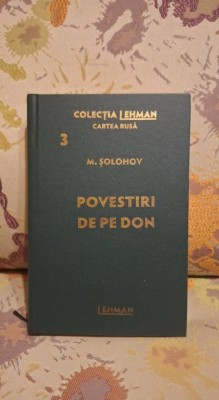 COLECȚIA LEHMAN
CARTEA RUSĂ
3
M. ȘOLOHOV
POVESTIRI
DE PE DON
LEHMAN